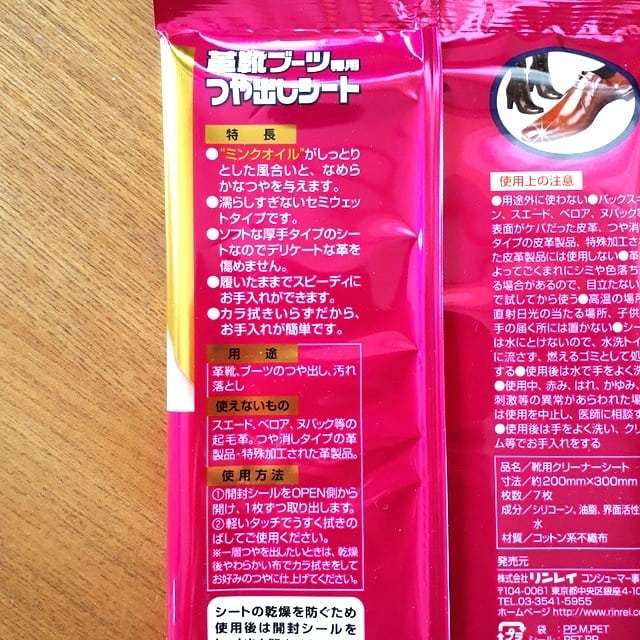 革靴ブーツ専用
つや出しシート
特長
●"ミンクオイル"がしっとり
とした風合いと、なめら
かなつやを与えます。
●濡らしすぎないセミウェッ
トタイプです。
●ソフトな厚手タイプのシー
トなのでデリケートな革を
傷めません。
●履いたままでスピーディに
お手入れができます。
●カラ拭きいらずだから、
お手入れが簡単です。
用途
革靴、ブーツのつや出し、汚れ
落とし
使えないもの
スエード、ベロア、ヌバック等の
起毛革。つや消しタイプの革
製品・特殊加工された革製品。
使用方法
①開封シールをOPEN側から
開け、1枚ずつ取り出します。
②軽いタッチでうすく拭きの
ばしてご使用ください。
※一層つやを出したいときは、乾燥
後やわらかい布でカラ拭きをして
お好みのつやに仕上げてください。
シートの乾燥を防ぐため
使用後は開封シールを
使用上の注意
●用途外に使わない●バックスキ
ン、スエード、ベロア、ヌバック
表面がケバだった皮革、つや消
タイプの皮革製品、特殊加工され
た皮革製品には使用しない●革
よってごくまれにシミや色落ち
る場合があるので、目立たない
で試してから使う●高温の場所
直射日光の当たる場所、子供
手の届く所には置かない●シー
は水にとけないので、水洗トイ
に流さず、燃えるゴミとして処
する●使用後は水で手をよく洗
●使用中、赤み、はれ、かゆみ、
刺激等の異常があらわれた場
は使用を中止し、医師に相談す
●使用後は手をよく洗い、クリ
ーム等でお手入れをする
品名/靴用クリーナーシート
寸法/約200mm×300mm
枚数/7枚
成分/シリコーン、油脂、界面活性
水
材質/コットン系不織布
発売元
株式会社リンレイ コンシューマー事
〒104-0061 東京都中央区銀座4-10
TEL.03-3541-5955
ホームページ http://www.rinrei.co
プラ
袋:PP,M,PET
シール:PET,PP